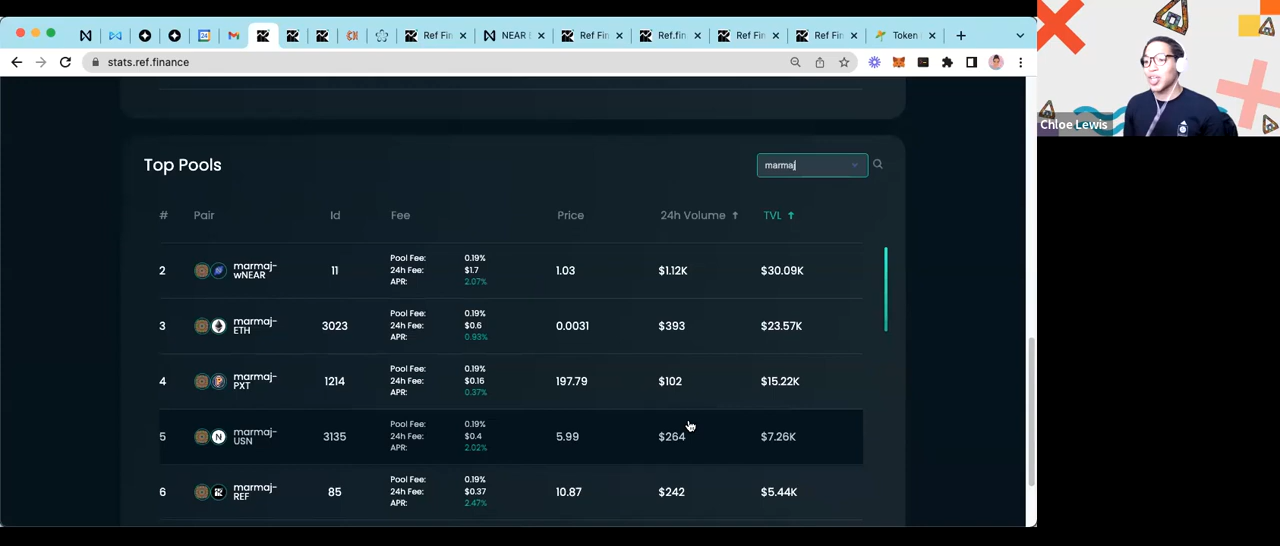 Ref Fin
NEAR
Ref Fin
Ref.fin
Ref Fin
Ref Fin
Token
stats.ref.finance
Chloe Lewis
Top Pools
marmaj
# Pair Id Fee Price 24h Volume ↑ TVL ↑
2 marmaj-
wNEAR 11 Pool Fee: 0.19%
24h Fee: $1.7
APR: 2.07% 1.03 $1.12K $30.09K
3 marmaj-
ETH 3023 Pool Fee: 0.19%
24h Fee: $0.6
APR: 0.93% 0.0031 $393 $23.57K
4 marmaj-
PXT 1214 Pool Fee: 0.19%
24h Fee: $0.16
APR: 0.37% 197.79 $102 $15.22K
5 marmaj-
USN 3135 Pool Fee: 0.19%
24h Fee: $0.4
APR: 2.02% 5.99 $264 $7.26K
6 marmaj-
REF 85 Pool Fee: 0.19%
24h Fee: $0.37
APR: 2.47% 10.87 $242 $5.44K